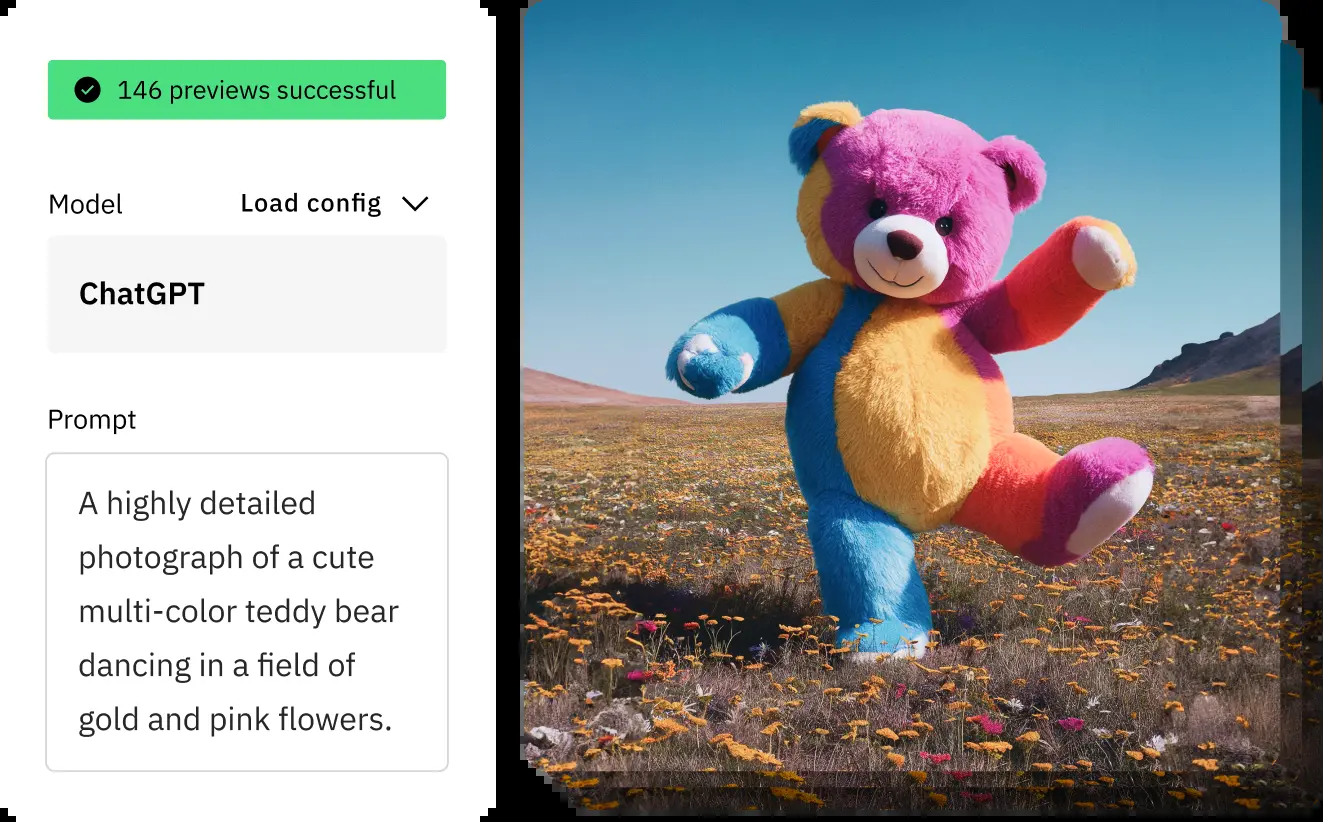 146 previews successful
Model
Load config
ChatGPT
Prompt
A highly detailed
photograph of a cute
multi-color teddy bear
dancing in a field of
gold and pink flowers.